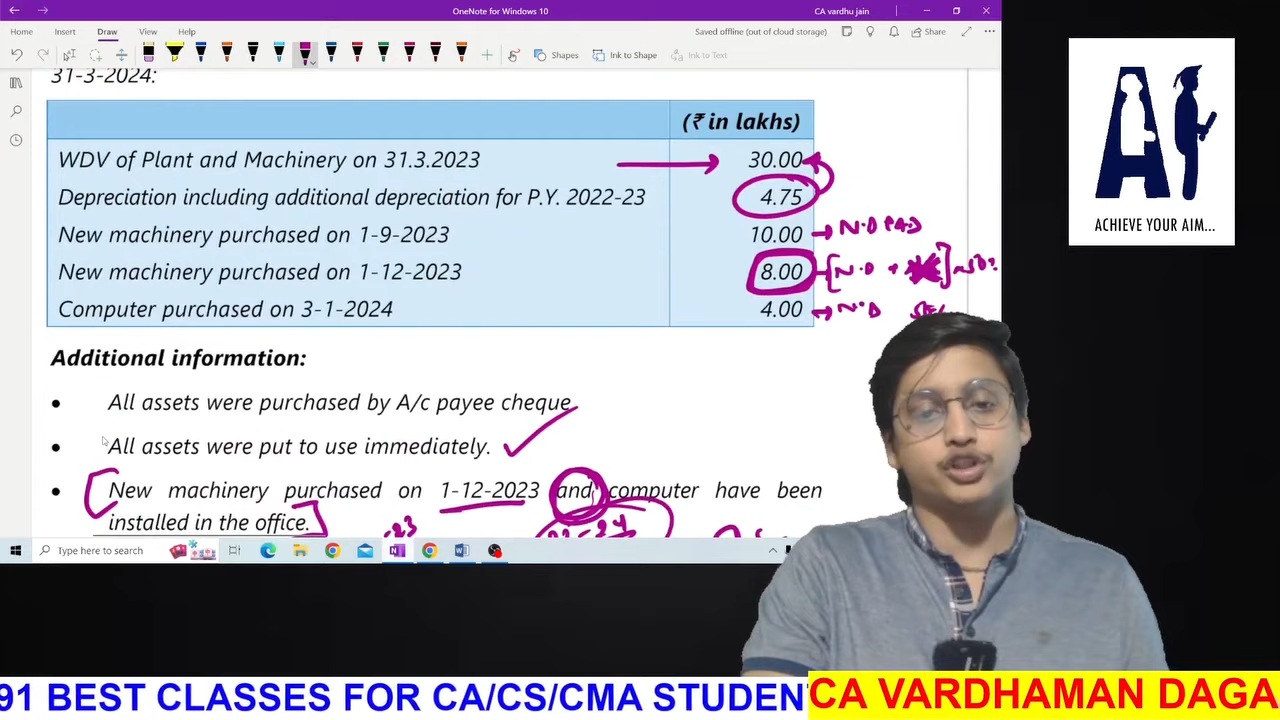 OneNote for Windows 10
CA vardhu jain
Home Insert Draw View Help
Saved offline (out of cloud storage)
Share
Shapes
Ink to Shape
Ink to Text
31-3-2024:
(₹ in lakhs)
WDV of Plant and Machinery on 31.3.2023 30.00
Depreciation including additional depreciation for P.Y. 2022-23 4.75
New machinery purchased on 1-9-2023 10.00 → N.D
New machinery purchased on 1-12-2023 8.00 N.D +
Computer purchased on 3-1-2024 4.00 → N.D
Additional information:
• All assets were purchased by A/c payee cheque
• All assets were put to use immediately.
• New machinery purchased on 1-12-2023 and computer have been
installed in the office.
Type here to search
AI
ACHIEVE YOUR AIM...
91 BEST CLASSES FOR CA/CS/CMA STUDEN
CA VARDHAMAN DAGA